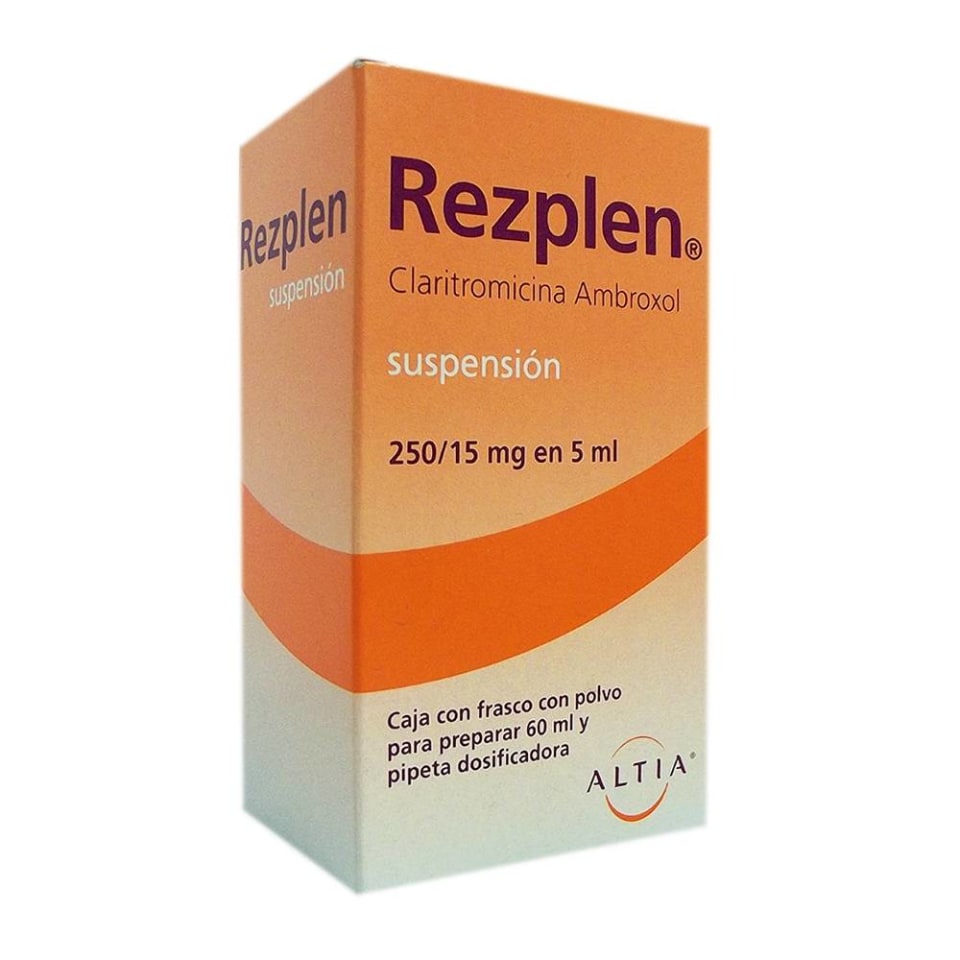 Rezplen
suspensión
Rezplen®
Claritromicina Ambroxol
suspensión
250/15 mg en 5 ml
Caja con frasco con polvo
para preparar 60 ml y
pipeta dosificadora
ALTIA®